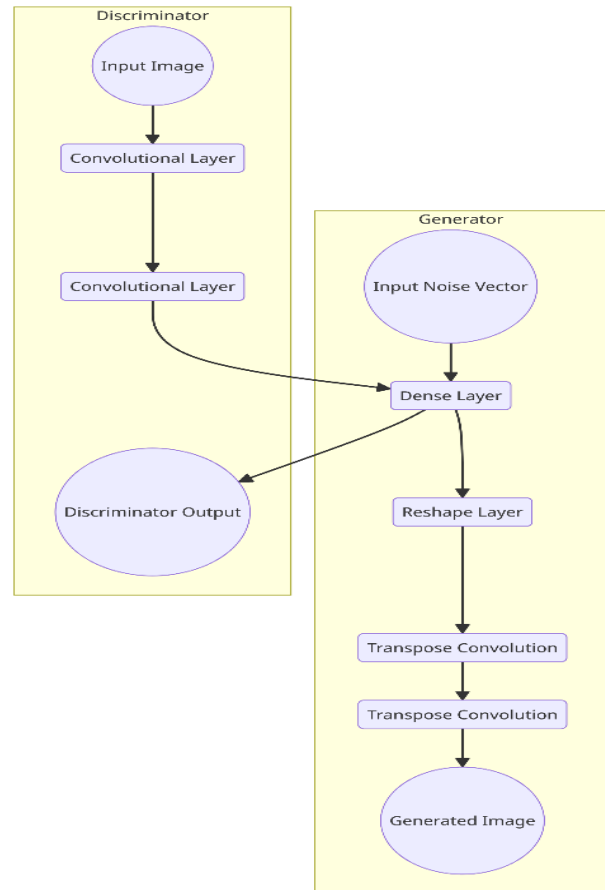 Discriminator
Input Image
Convolutional Layer
Convolutional Layer
Discriminator Output
Generator
Input Noise Vector
Dense Layer
Reshape Layer
Transpose Convolution
Transpose Convolution
Generated Image